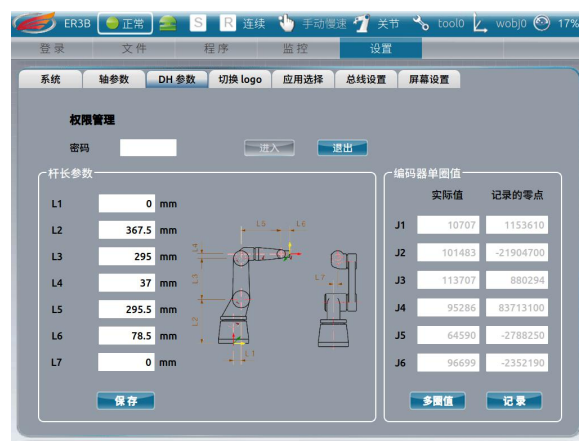 ER3B 正常 S R 连续 手动慢速 关节 tool0 wobj0 17%
登录 文件 程序 监控 设置
系统 轴参数 DH 参数 切换 logo 应用选择 总线设置 屏幕设置
权限管理
密码 进入 退出
杆长参数 编码器单圈值
实际值 记录的零点
L1 0 mm
L2 367.5 mm
L3 295 mm
L4 37 mm
L5 295.5 mm
L6 78.5 mm
L7 0 mm
L5 L6
L4
L3
L2
L1
L7
J1 10707 1153610
J2 101483 -21904700
J3 113707 880294
J4 95286 83713100
J5 64590 -2788250
J6 96699 -2352190
保存 多圈值 记录